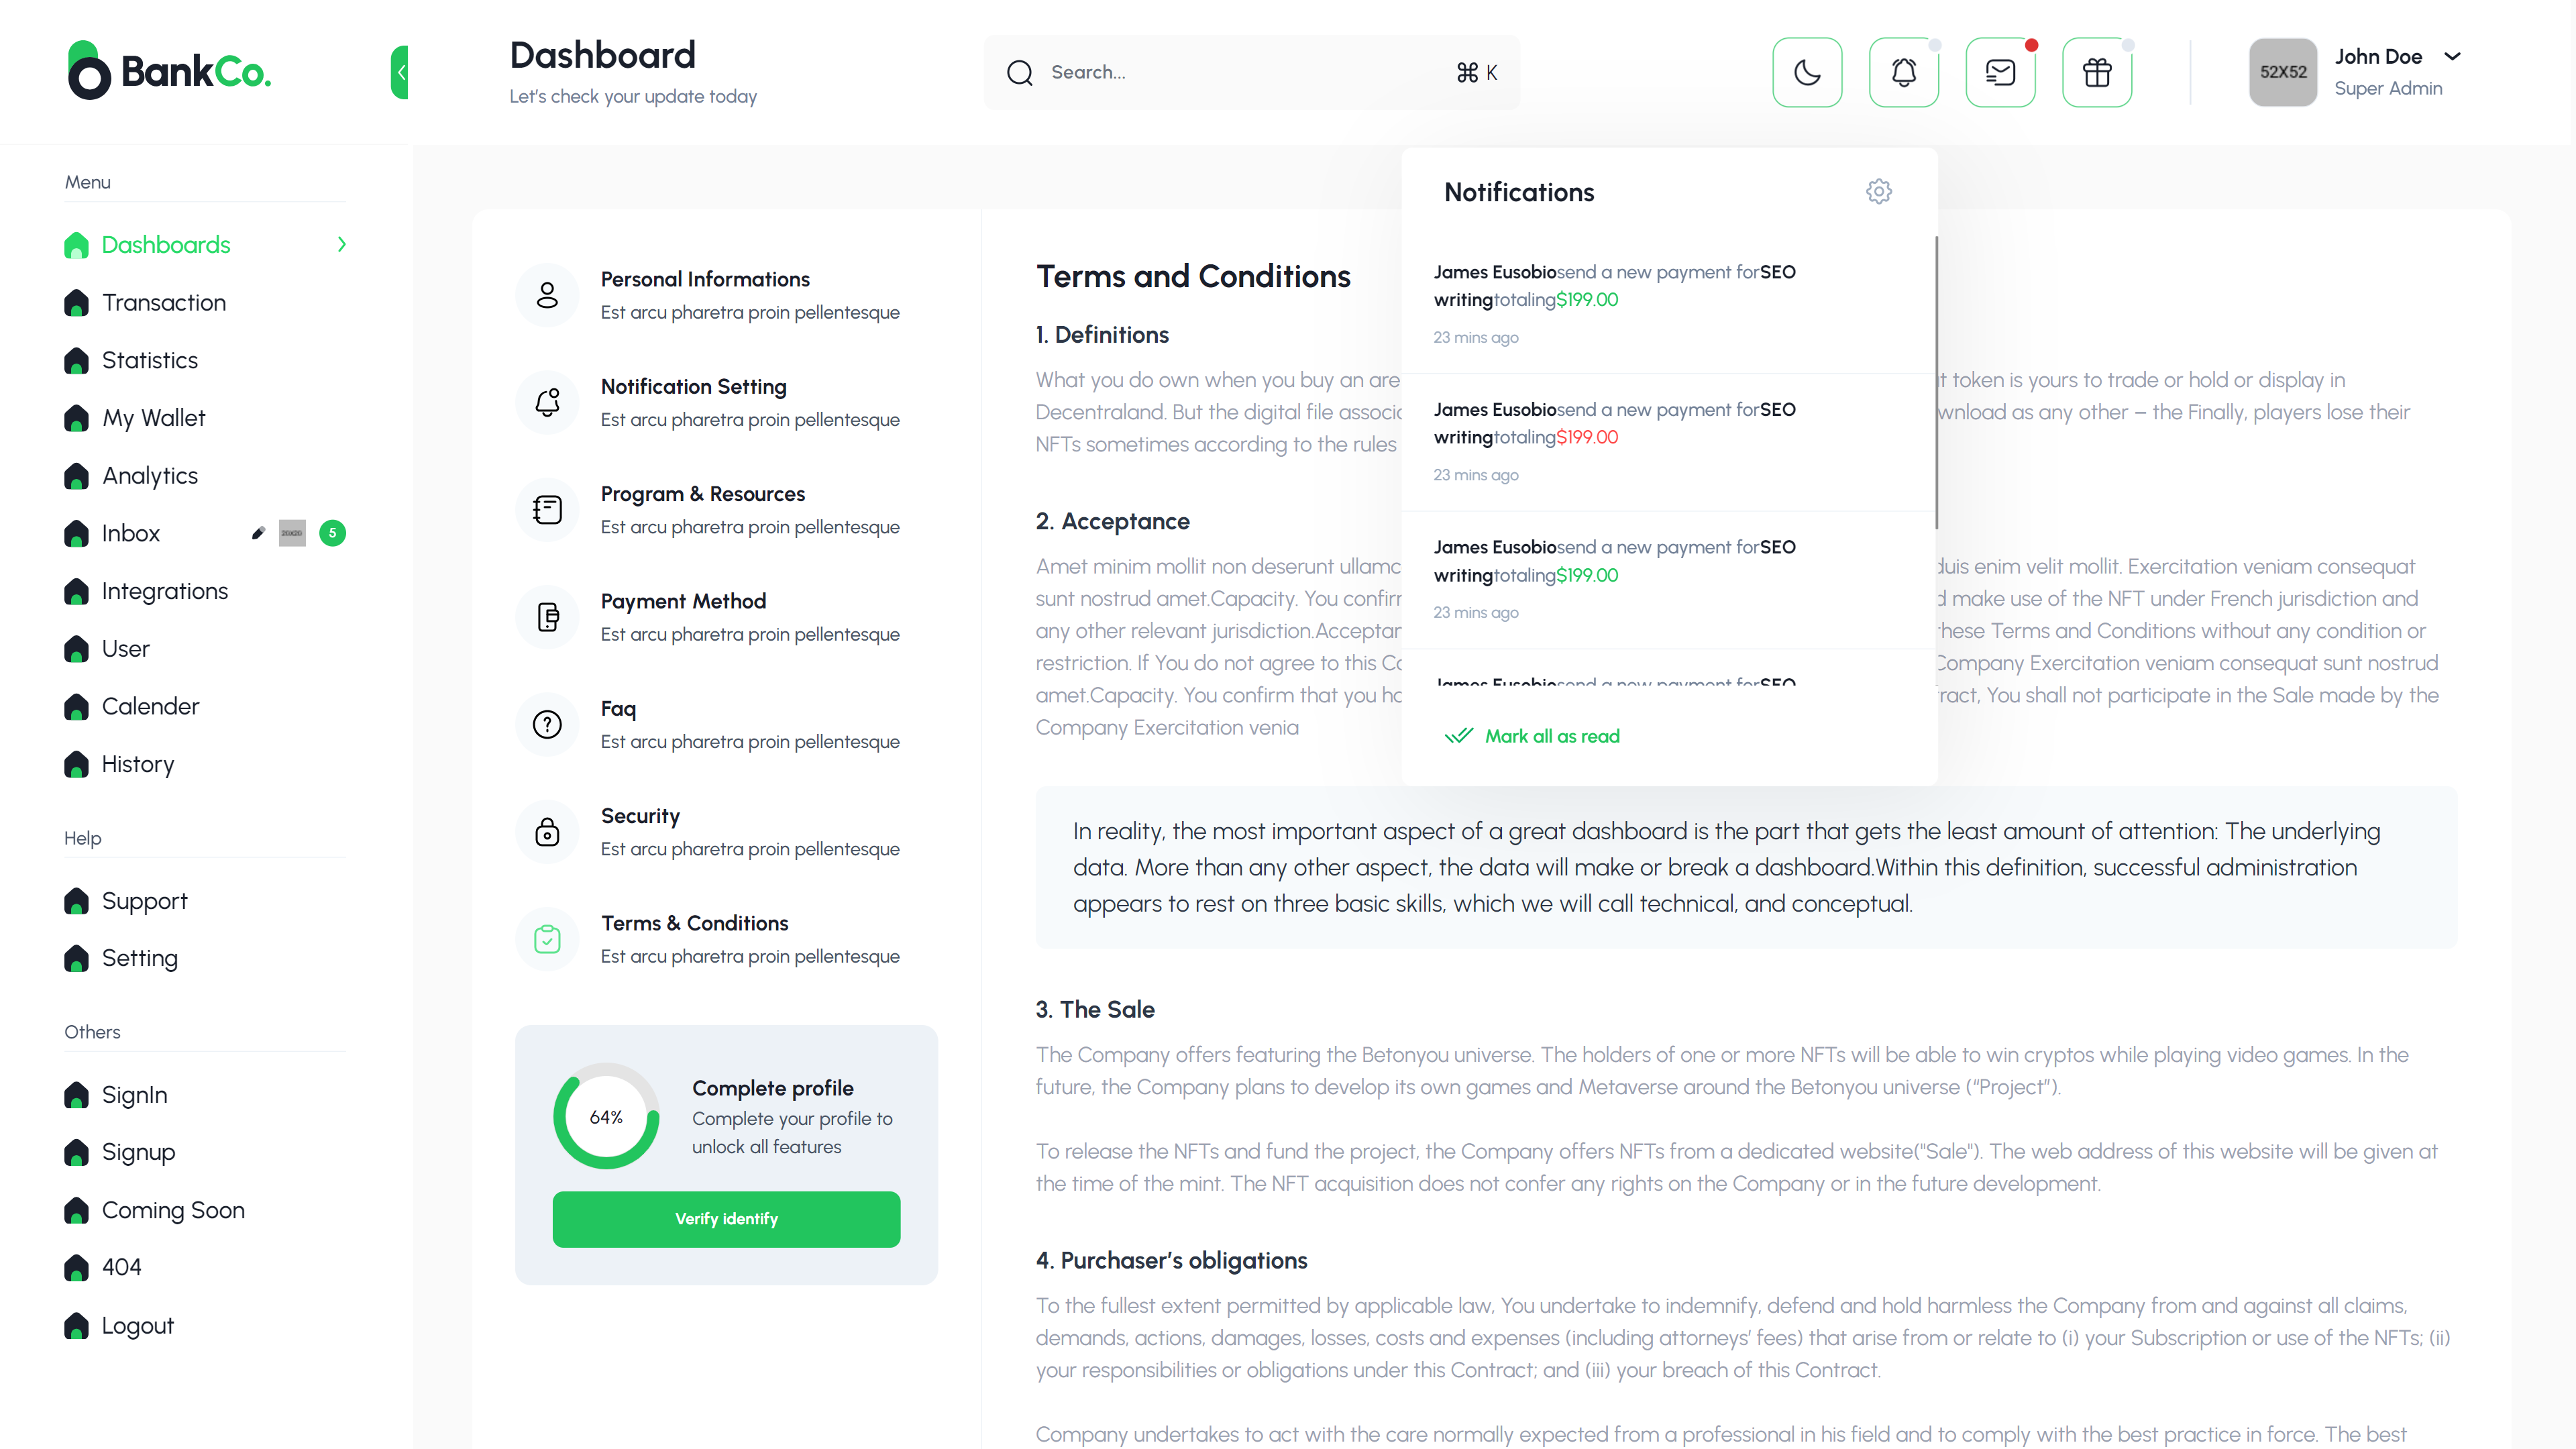 BankCo.
Dashboard
Let's check your update today
Search...
⌘ K
52X52
John Doe
Super Admin
Menu
Dashboards
Transaction
Statistics
My Wallet
Analytics
Inbox
5
Integrations
User
Calender
History
Help
Support
Setting
Others
SignIn
Signup
Coming Soon
404
Logout
Personal Informations
Est arcu pharetra proin pellentesque
Notification Setting
Est arcu pharetra proin pellentesque
Program & Resources
Est arcu pharetra proin pellentesque
Payment Method
Est arcu pharetra proin pellentesque
Faq
Est arcu pharetra proin pellentesque
Security
Est arcu pharetra proin pellentesque
Terms & Conditions
Est arcu pharetra proin pellentesque
64%
Complete profile
Complete your profile to
unlock all features
Verify identify
Notifications
James Eusobiosend a new payment forSEO
writingtotaling$199.00
23 mins ago
James Eusobiosend a new payment forSEO
writingtotaling$199.00
23 mins ago
James Eusobiosend a new payment forSEO
writingtotaling$199.00
23 mins ago
James Eusobiosend a new payment forSEO
Mark all as read
Terms and Conditions
1. Definitions
What you do own when you buy an are token is yours to trade or hold or display in
Decentraland. But the digital file as any other – the Finally, players lose their
NFTs sometimes according to the rules
2. Acceptance
Amet minim mollit non deserunt enim velit mollit. Exercitation veniam consequat
sunt nostrud amet.Capacity. You make use of the NFT under French jurisdiction and
any other relevant jurisdiction. Terms and Conditions without any condition or
restriction. If You do not agree to this Company Exercitation veniam consequat sunt nostrud
amet.Capacity. You confirm that you You shall not participate in the Sale made by the
Company Exercitation venia
In reality, the most important aspect of a great dashboard is the part that gets the least amount of attention: The underlying
data. More than any other aspect, the data will make or break a dashboard.Within this definition, successful administration
appears to rest on three basic skills, which we will call technical, and conceptual.
3. The Sale
The Company offers featuring the Betonyou universe. The holders of one or more NFTs will be able to win cryptos while playing video games. In the
future, the Company plans to develop its own games and Metaverse around the Betonyou universe ("Project").
To release the NFTs and fund the project, the Company offers NFTs from a dedicated website("Sale"). The web address of this website will be given at
the time of the mint. The NFT acquisition does not confer any rights on the Company or in the future development.
4. Purchaser's obligations
To the fullest extent permitted by applicable law, You undertake to indemnify, defend and hold harmless the Company from and against all claims,
demands, actions, damages, losses, costs and expenses (including attorneys' fees) that arise from or relate to (i) your Subscription or use of the NFTs; (ii)
your responsibilities or obligations under this Contract; and (iii) your breach of this Contract.
Company undertakes to act with the care normally expected from a professional in his field and to comply with the best practice in force. The best